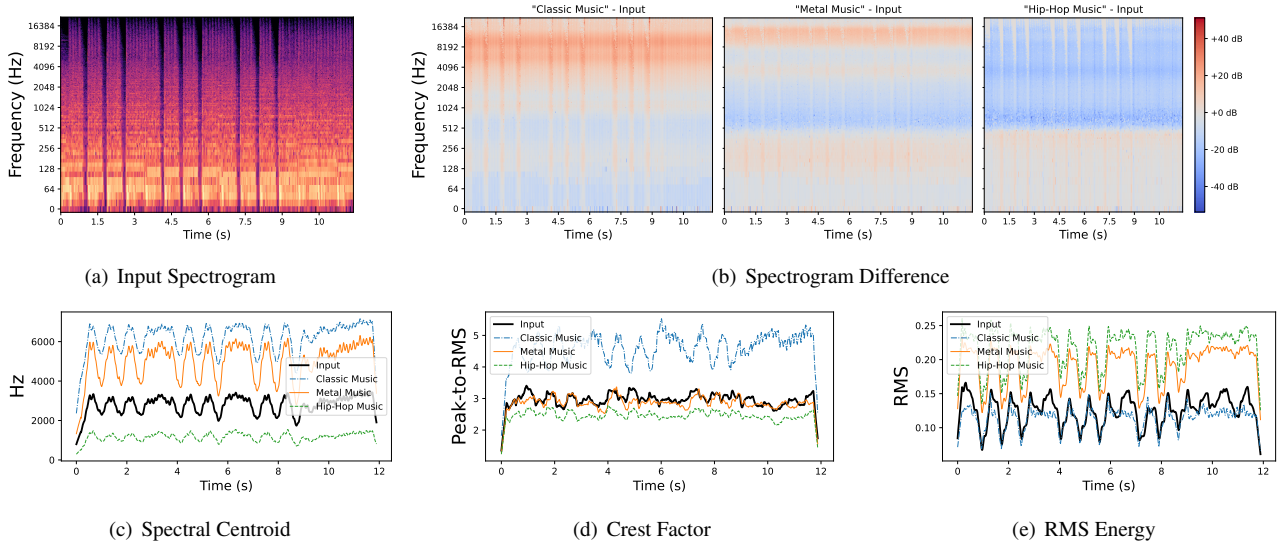 Frequency (Hz)
16384
8192
4096
2048
1024
512
256
128
64
0
0 1.5 3 4.5 6 7.5 9 10
Time (s)
(a) Input Spectrogram
"Classic Music" - Input
"Metal Music" - Input
"Hip-Hop Music" - Input
Frequency (Hz)
16384
8192
4096
2048
1024
512
256
128
64
0
0 1.5 3 4.5 6 7.5 9 10
Time (s)
0 1.5 3 4.5 6 7.5 9 10
Time (s)
0 1.5 3 4.5 6 7.5 9 10
Time (s)
+40 dB
+20 dB
+0 dB
-20 dB
-40 dB
(b) Spectrogram Difference
Hz
6000
4000
2000
0
Input
Classic Music
Metal Music
Hip-Hop Music
0 2 4 6 8 10 12
Time (s)
(c) Spectral Centroid
Peak-to-RMS
5
4
3
2
Input
Classic Music
Metal Music
Hip-Hop Music
0 2 4 6 8 10 12
Time (s)
(d) Crest Factor
RMS
0.25
0.20
0.15
0.10
Input
Classic Music
Metal Music
Hip-Hop Music
0 2 4 6 8 10 12
Time (s)
(e) RMS Energy